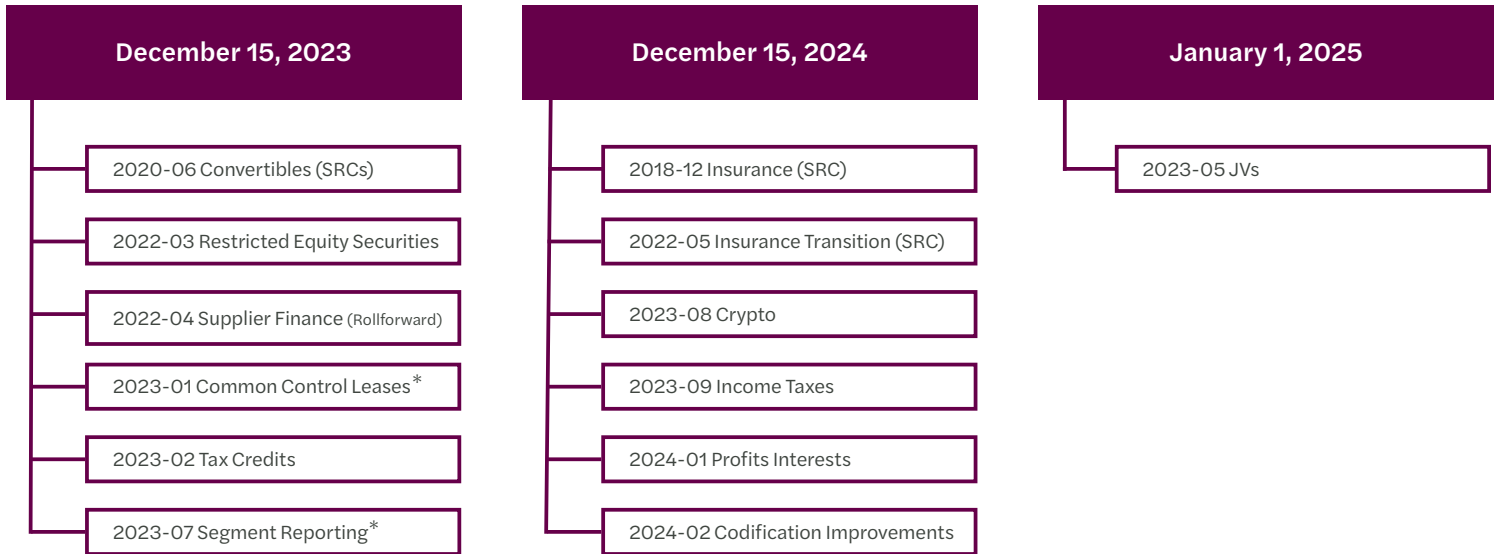 December 15, 2023
2020-06 Convertibles (SRCs)
2022-03 Restricted Equity Securities
2022-04 Supplier Finance (Rollforward)
2023-01 Common Control Leases*
2023-02 Tax Credits
2023-07 Segment Reporting*
December 15, 2024
2018-12 Insurance (SRC)
2022-05 Insurance Transition (SRC)
2023-08 Crypto
2023-09 Income Taxes
2024-01 Profits Interests
2024-02 Codification Improvements
January 1, 2025
2023-05 JVs